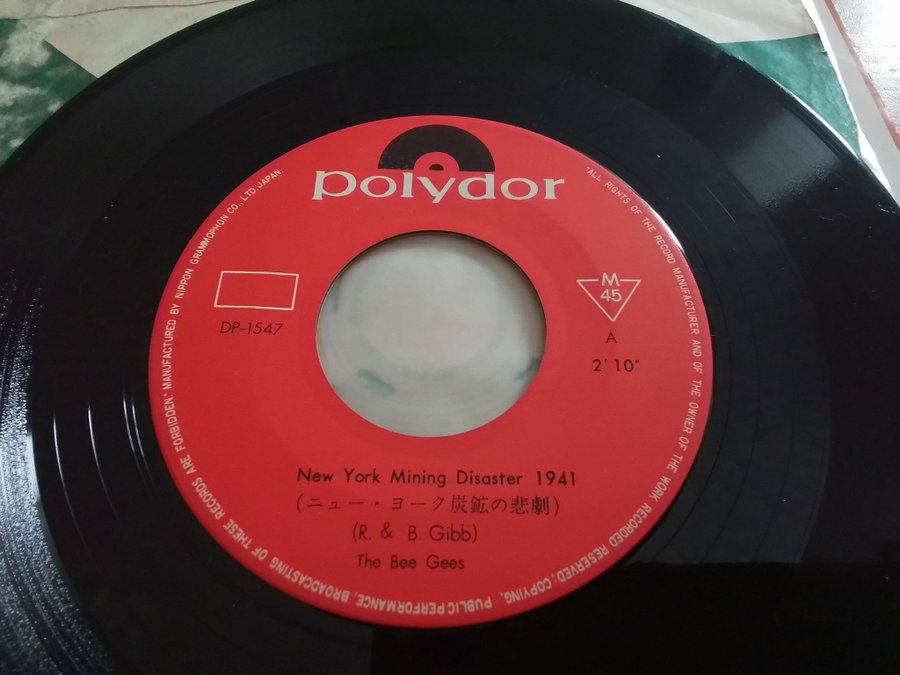 polydor
"ALL RIGHTS OF THE RECORD MANUFACTURER AND OF THE OWNER OF THE WORK RECORDED RESERVED: COPYING, PUBLIC PERFORMANCE, BROADCASTING OF THESE RECORDS ARE FORBIDDEN." MANUFACTURED BY NIPPON GRAMMOPHON CO., LTD. JAPAN.
DP-1547
M
45
A
2' 10"
New York Mining Disaster 1941
(ニュー・ヨーク炭鉱の悲劇)
(R. & B. Gibb)
The Bee Gees